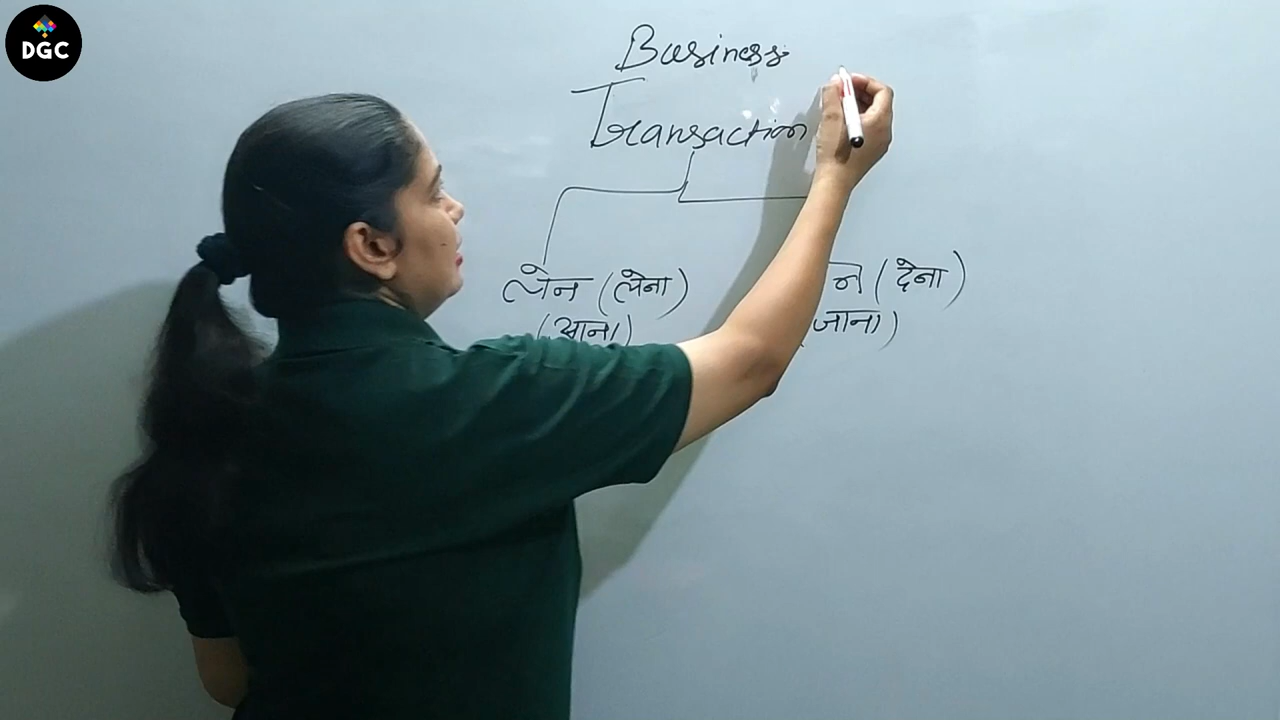 DGC
Business
Transaction
लेन (लेना) न (देना)
(आना) (जाना)